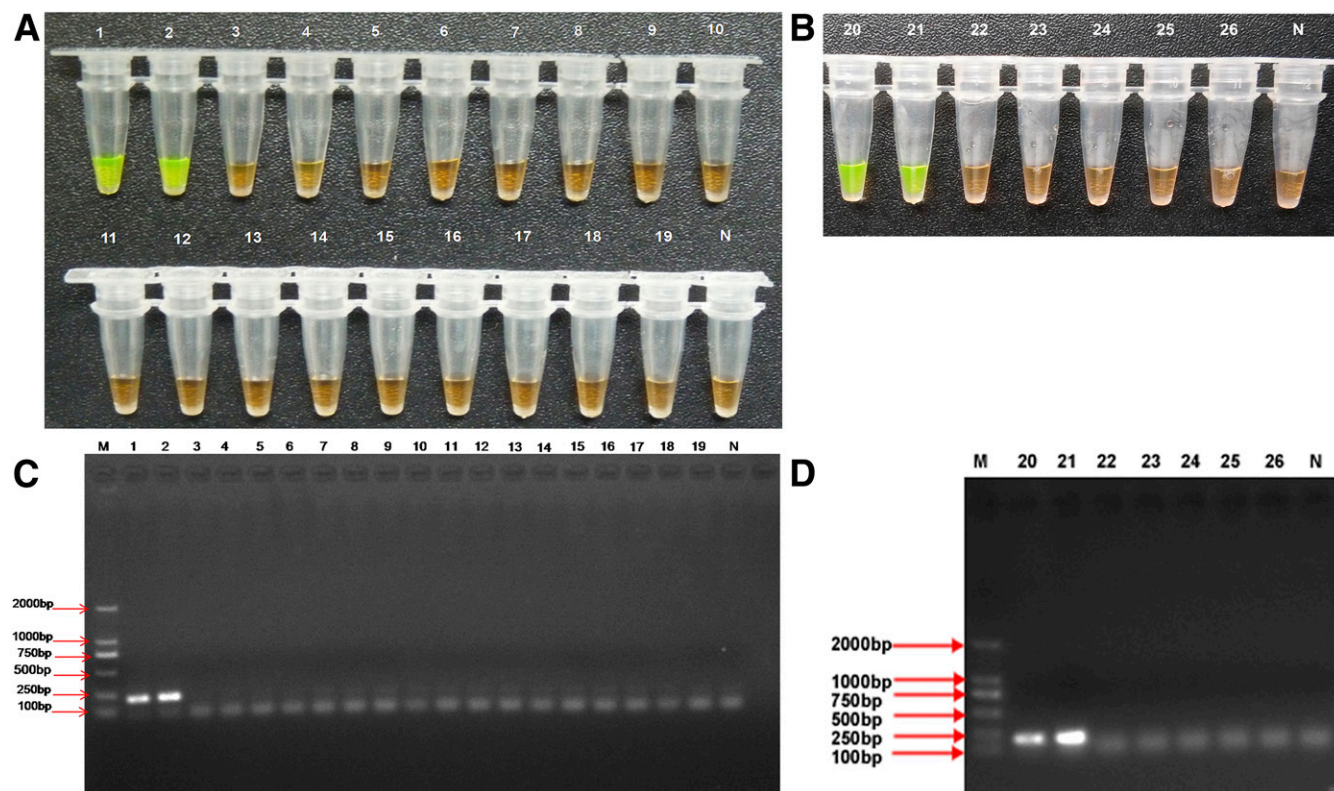 A
1 2 3 4 5 6 7 8 9 10
11 12 13 14 15 16 17 18 19 N
B
20 21 22 23 24 25 26 N
C
M 1 2 3 4 5 6 7 8 9 10 11 12 13 14 15 16 17 18 19 N
2000bp
1000bp
750bp
500bp
250bp
100bp
D
M 20 21 22 23 24 25 26 N
2000bp
1000bp
750bp
500bp
250bp
100bp